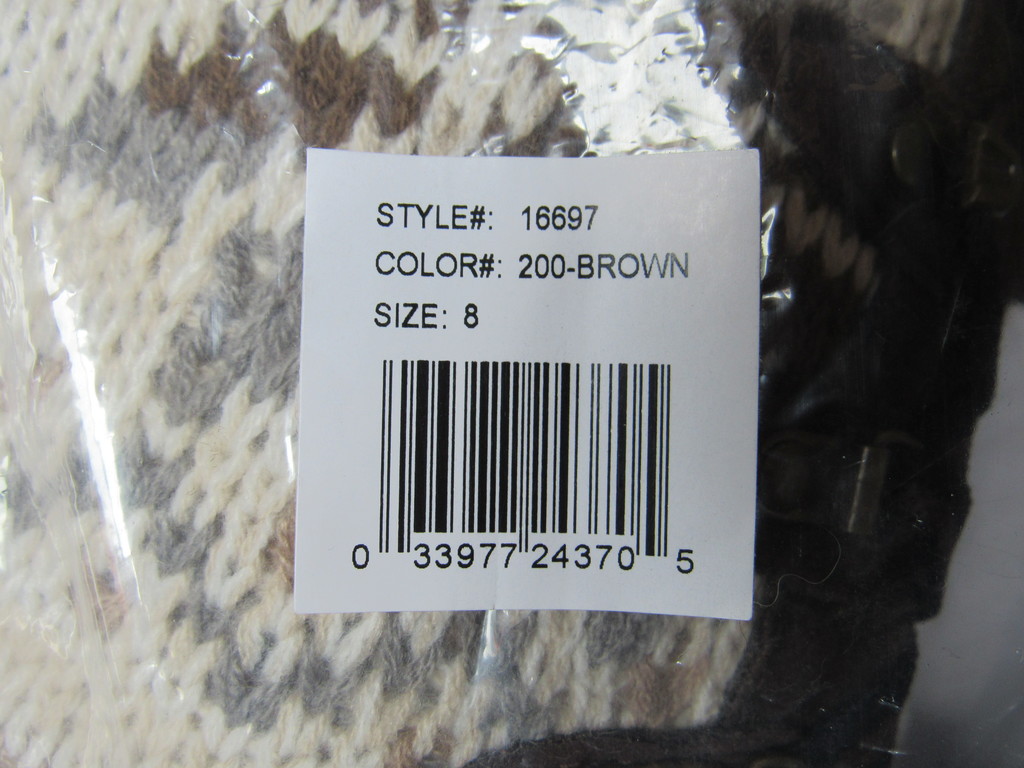 STYLE#: 16697
COLOR#: 200-BROWN
SIZE: 8
0 33977 24370 5